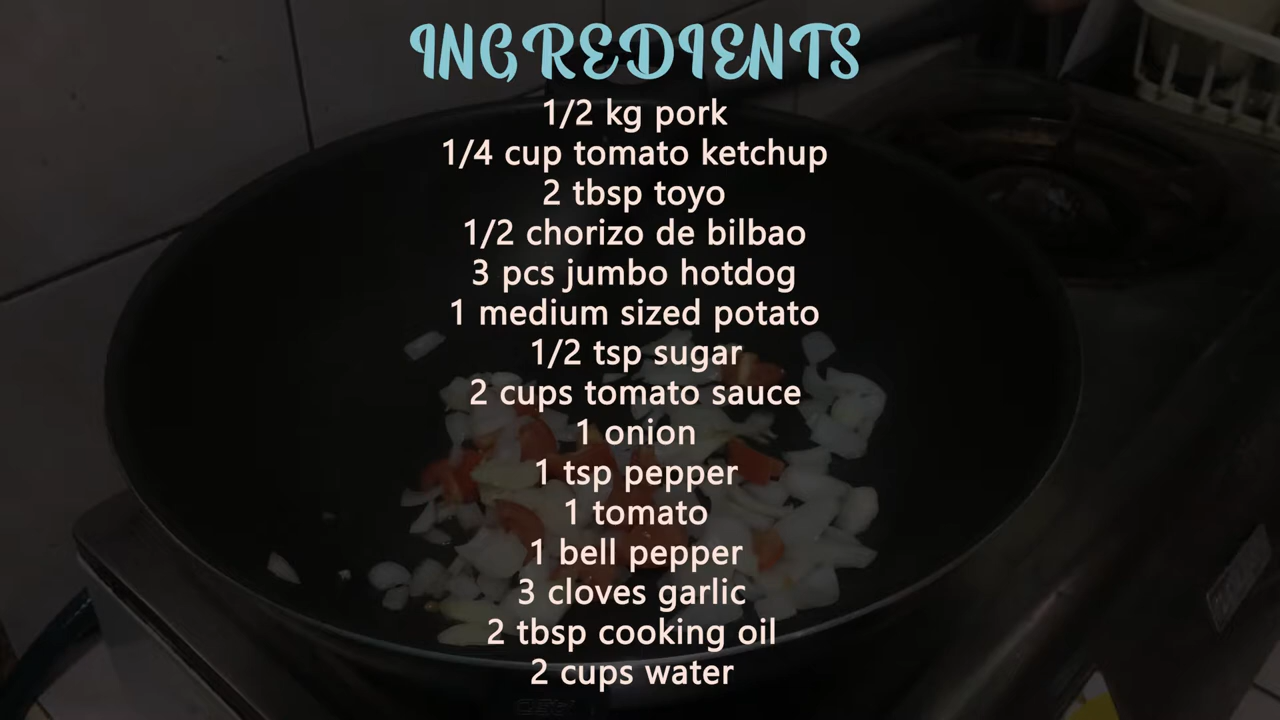 INGREDIENTS
1/2 kg pork
1/4 cup tomato ketchup
2 tbsp toyo
1/2 chorizo de bilbao
3 pcs jumbo hotdog
1 medium sized potato
1/2 tsp sugar
2 cups tomato sauce
1 onion
1 tsp pepper
1 tomato
1 bell pepper
3 cloves garlic
2 tbsp cooking oil
2 cups water